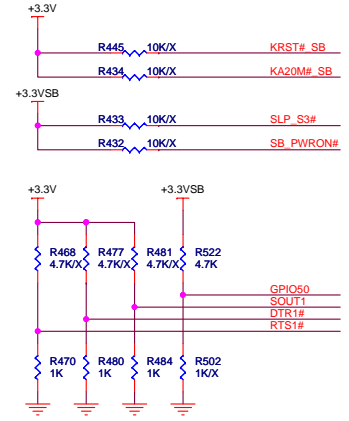 +3.3V
R445 10K/X KRST#_SB
R434 10K/X KA20M#_SB
+3.3VSB
R433 10K/X SLP_S3#
R432 10K/X SB_PWRON#
+3.3V +3.3VSB
R468 R477 R481 R522
4.7K/X 4.7K/X 4.7K/X 4.7K
GPIO50
SOUT1
DTR1#
RTS1#
R470 R480 R484 R502
1K 1K 1K 1K/X